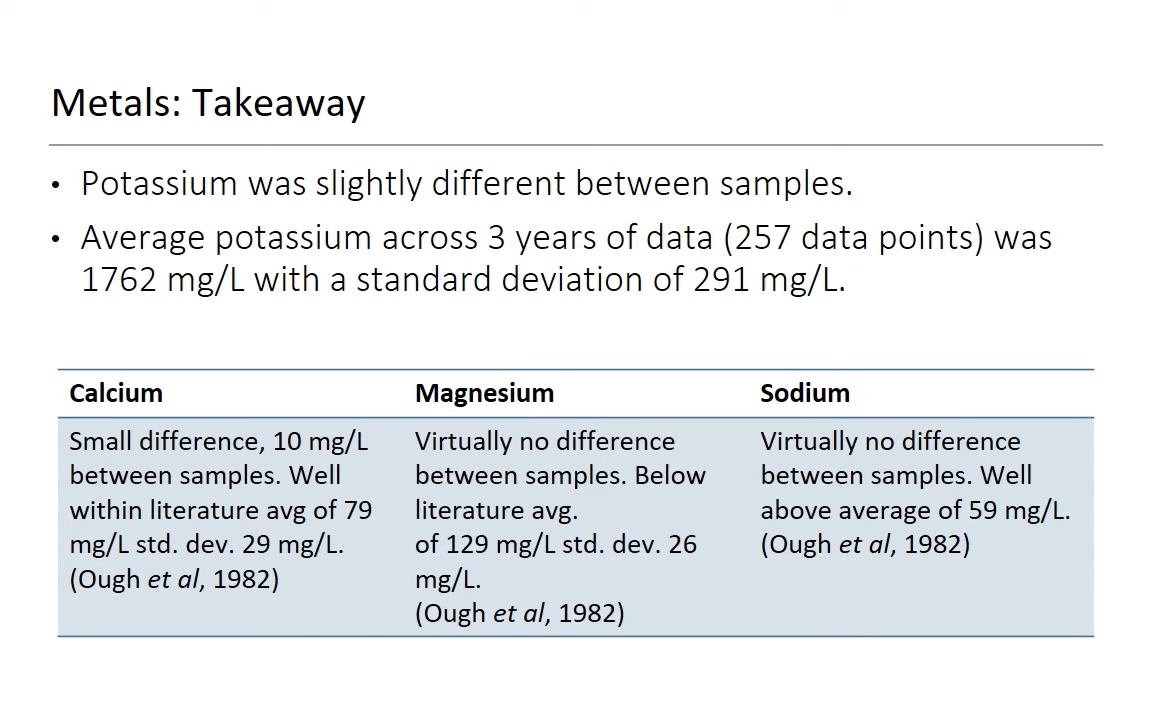 Metals: Takeaway
• Potassium was slightly different between samples.
• Average potassium across 3 years of data (257 data points) was
1762 mg/L with a standard deviation of 291 mg/L.
Calcium
Small difference, 10 mg/L
between samples. Well
within literature avg of 79
mg/L std. dev. 29 mg/L.
(Ough et al, 1982)
Magnesium
Virtually no difference
between samples. Below
literature avg.
of 129 mg/L std. dev. 26
mg/L.
(Ough et al, 1982)
Sodium
Virtually no difference
between samples. Well
above average of 59 mg/L.
(Ough et al, 1982)